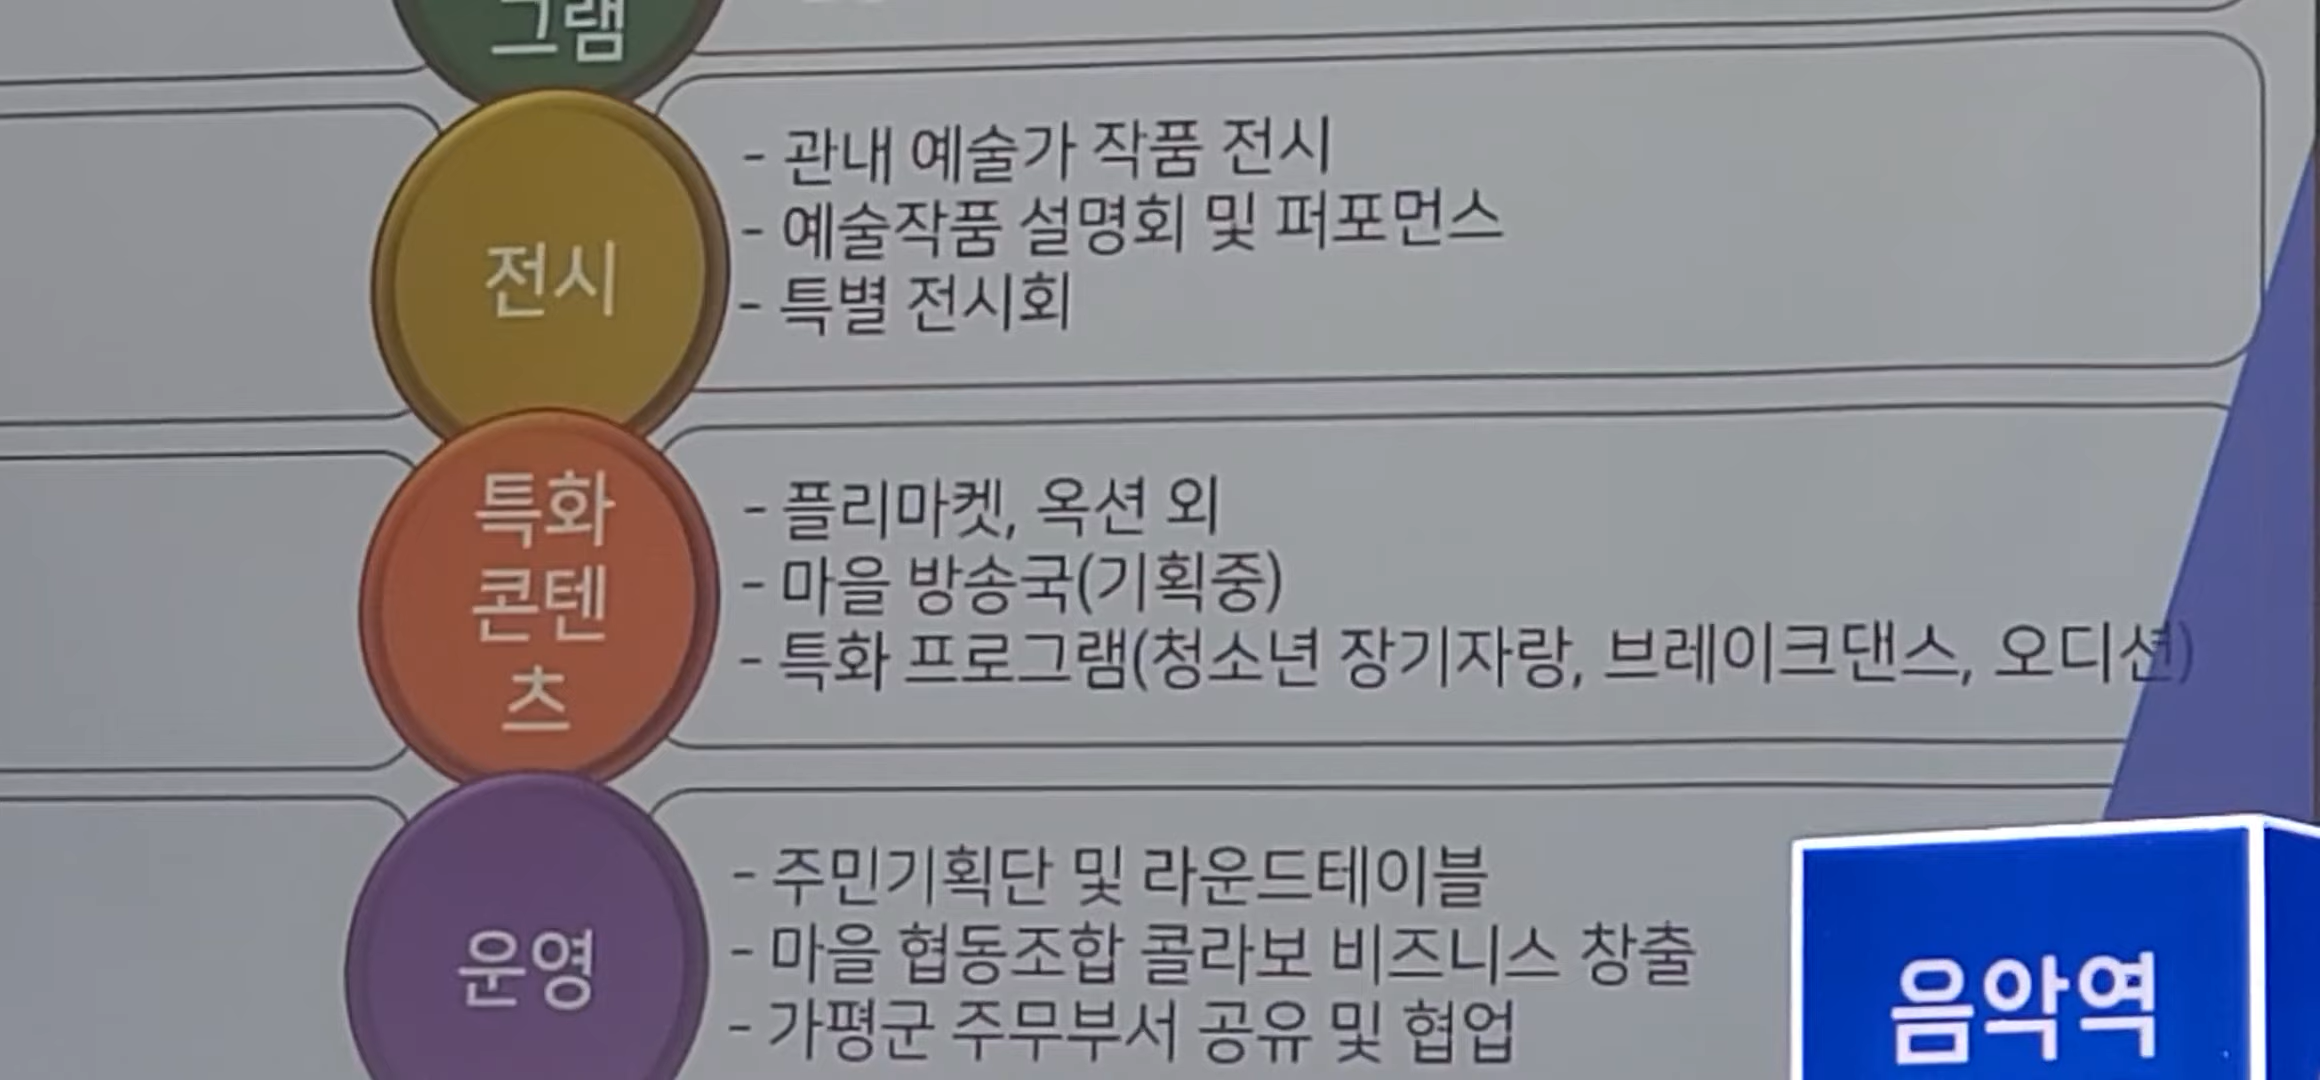 그램
전시
- 관내 예술가 작품 전시
- 예술작품 설명회 및 퍼포먼스
- 특별 전시회
특화
콘텐
츠
- 플리마켓, 옥션 외
- 마을 방송국(기획중)
- 특화 프로그램(청소년 장기자랑, 브레이크댄스, 오디션)
운영
- 주민기획단 및 라운드테이블
- 마을 협동조합 콜라보 비즈니스 창출
- 가평군 주무부서 공유 및 협업
음악역